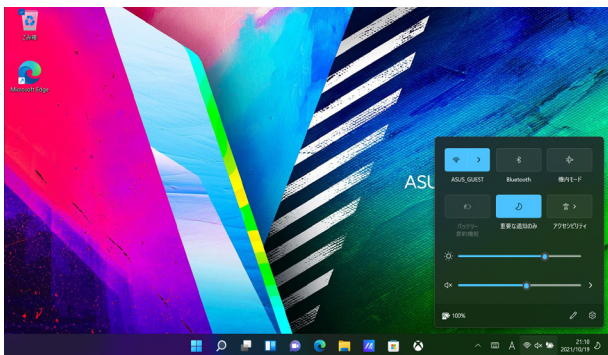 ごみ箱
Microsoft Edge
ASU
ASUS_GUEST
Bluetooth
機内モード
バッテリー
節約機能
重要な通知のみ
アクセシビリティ
100%
A
21:10
2021/10/19